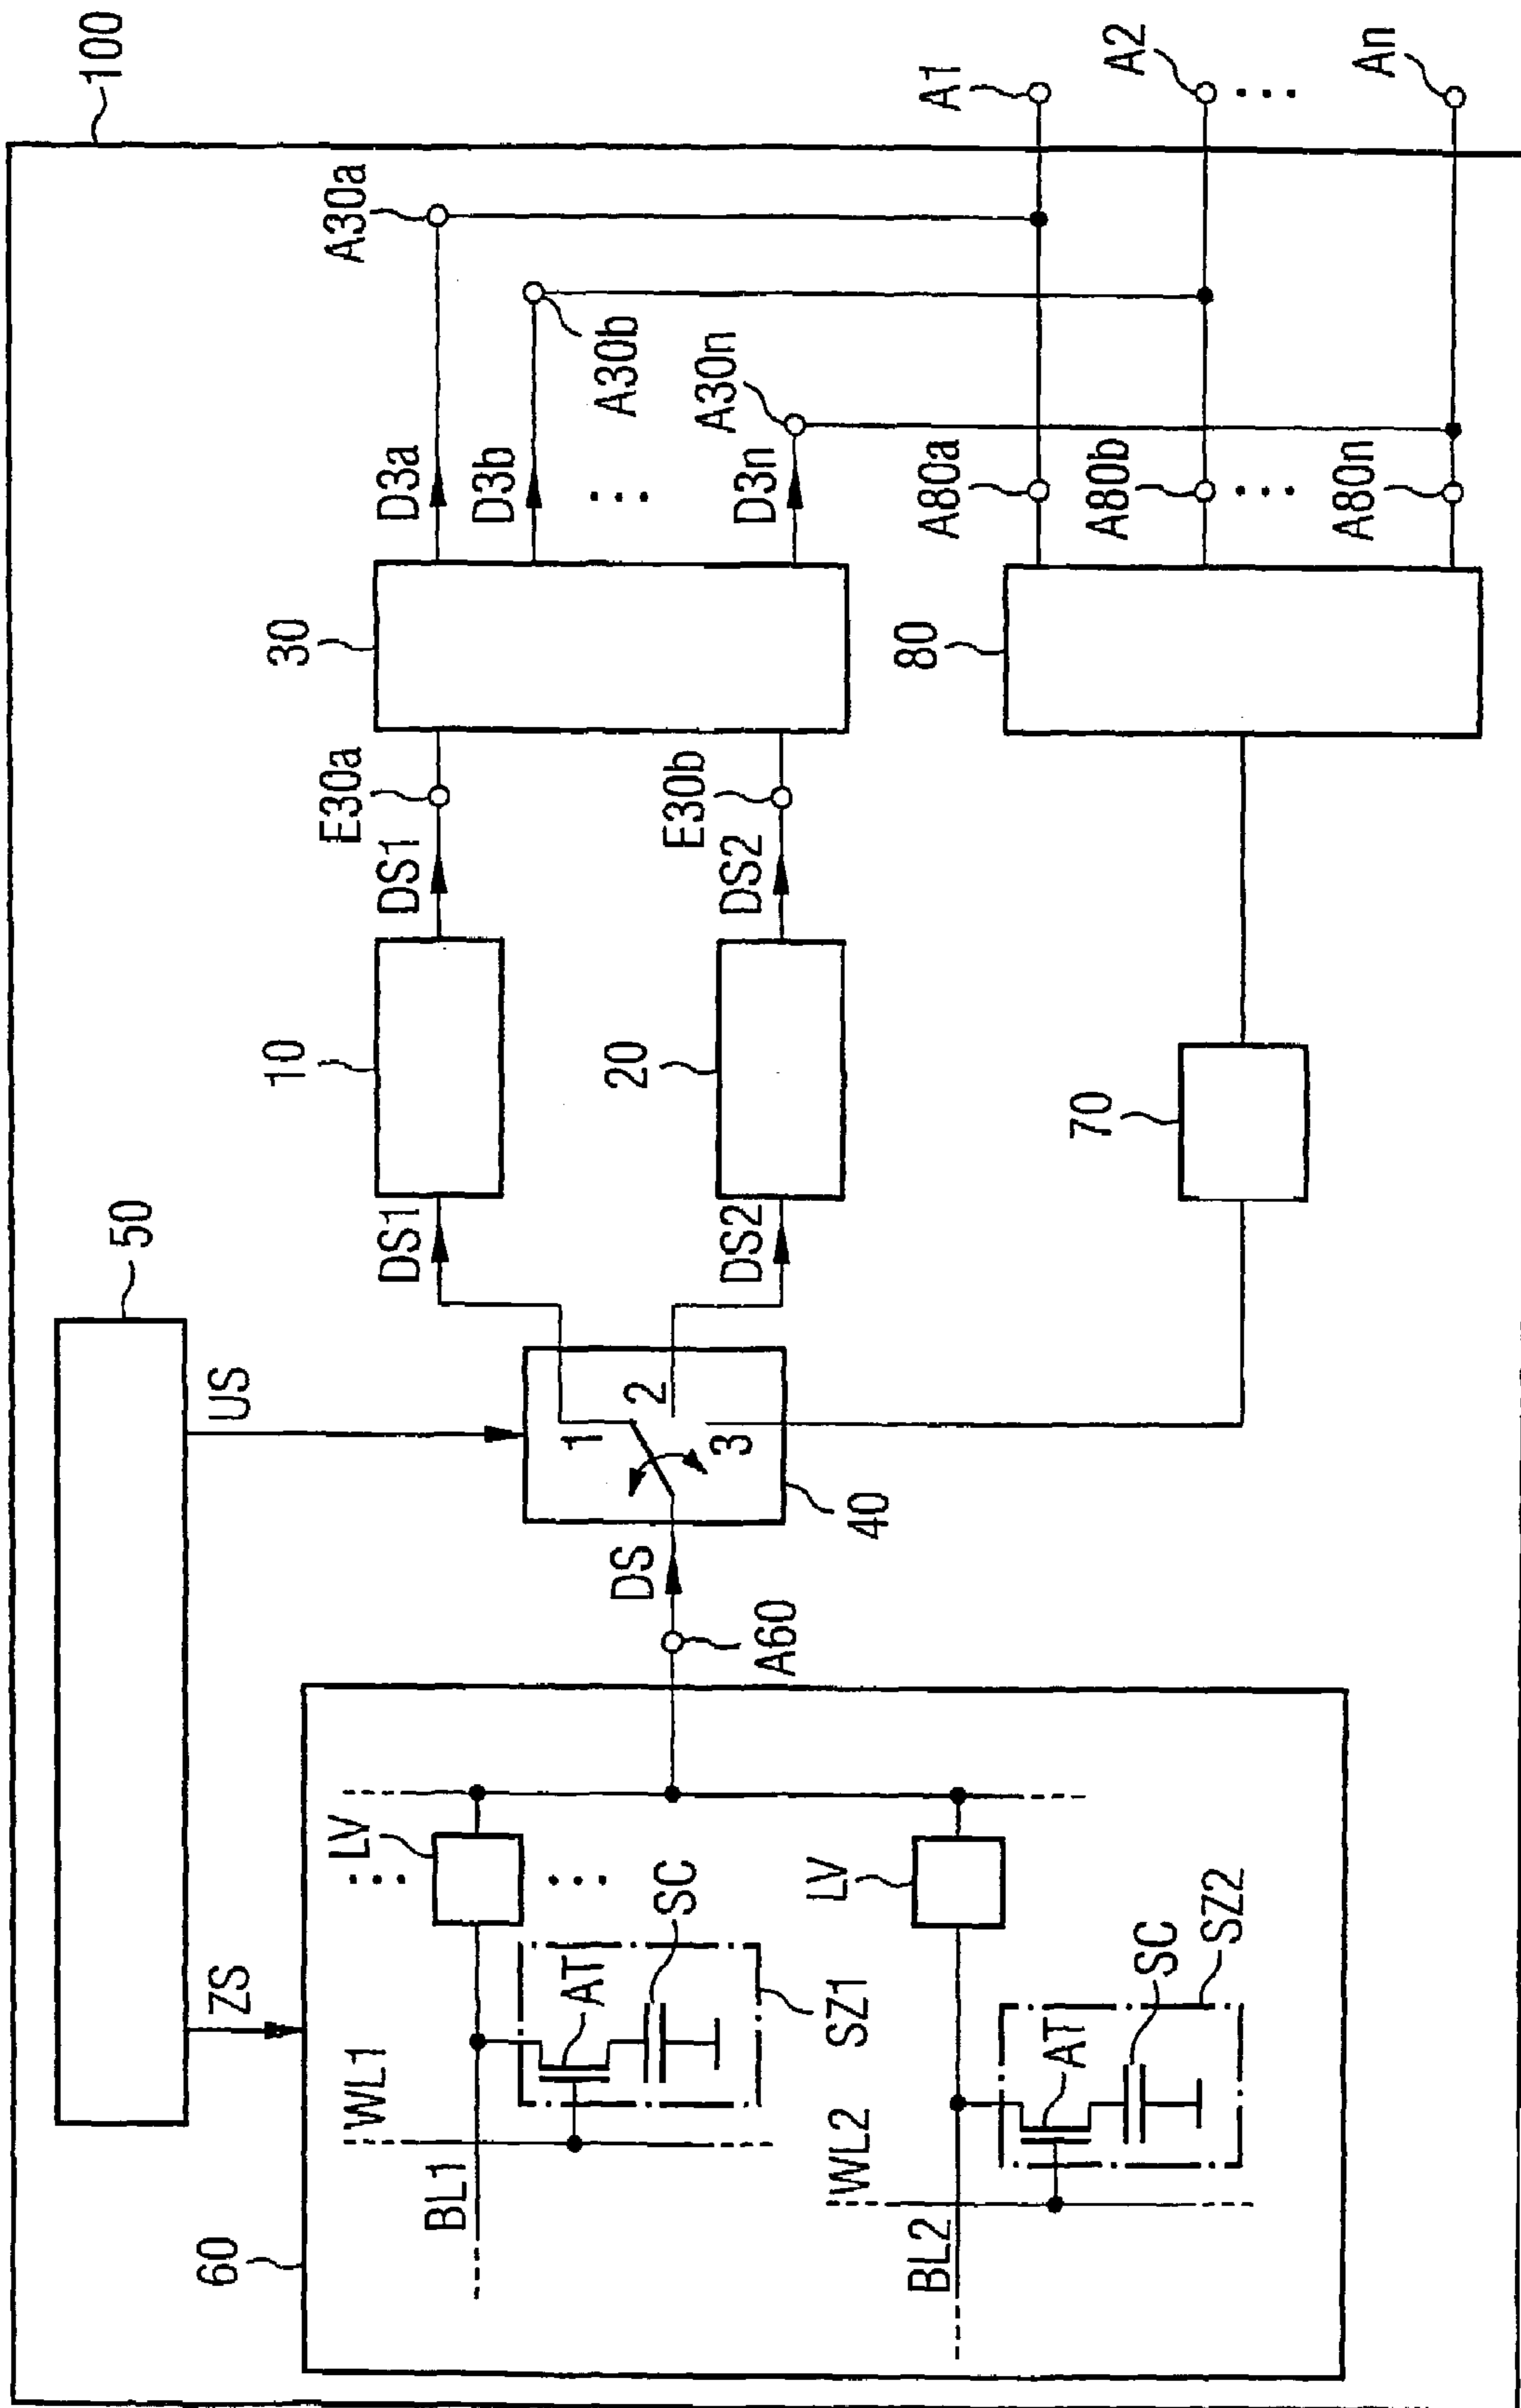 100
50
ZS
US
60
WL1
BL1
LV
AT
SC
SZ1
WL2
BL2
LV
AT
SC
SZ2
A60
DS
40
1
2
3
DS1
10
DS1
E30a
DS2
20
DS2
E30b
30
D3a
A30a
D3b
A30b
D3n
A30n
70
80
A80a
A80b
A80n
A1
A2
An